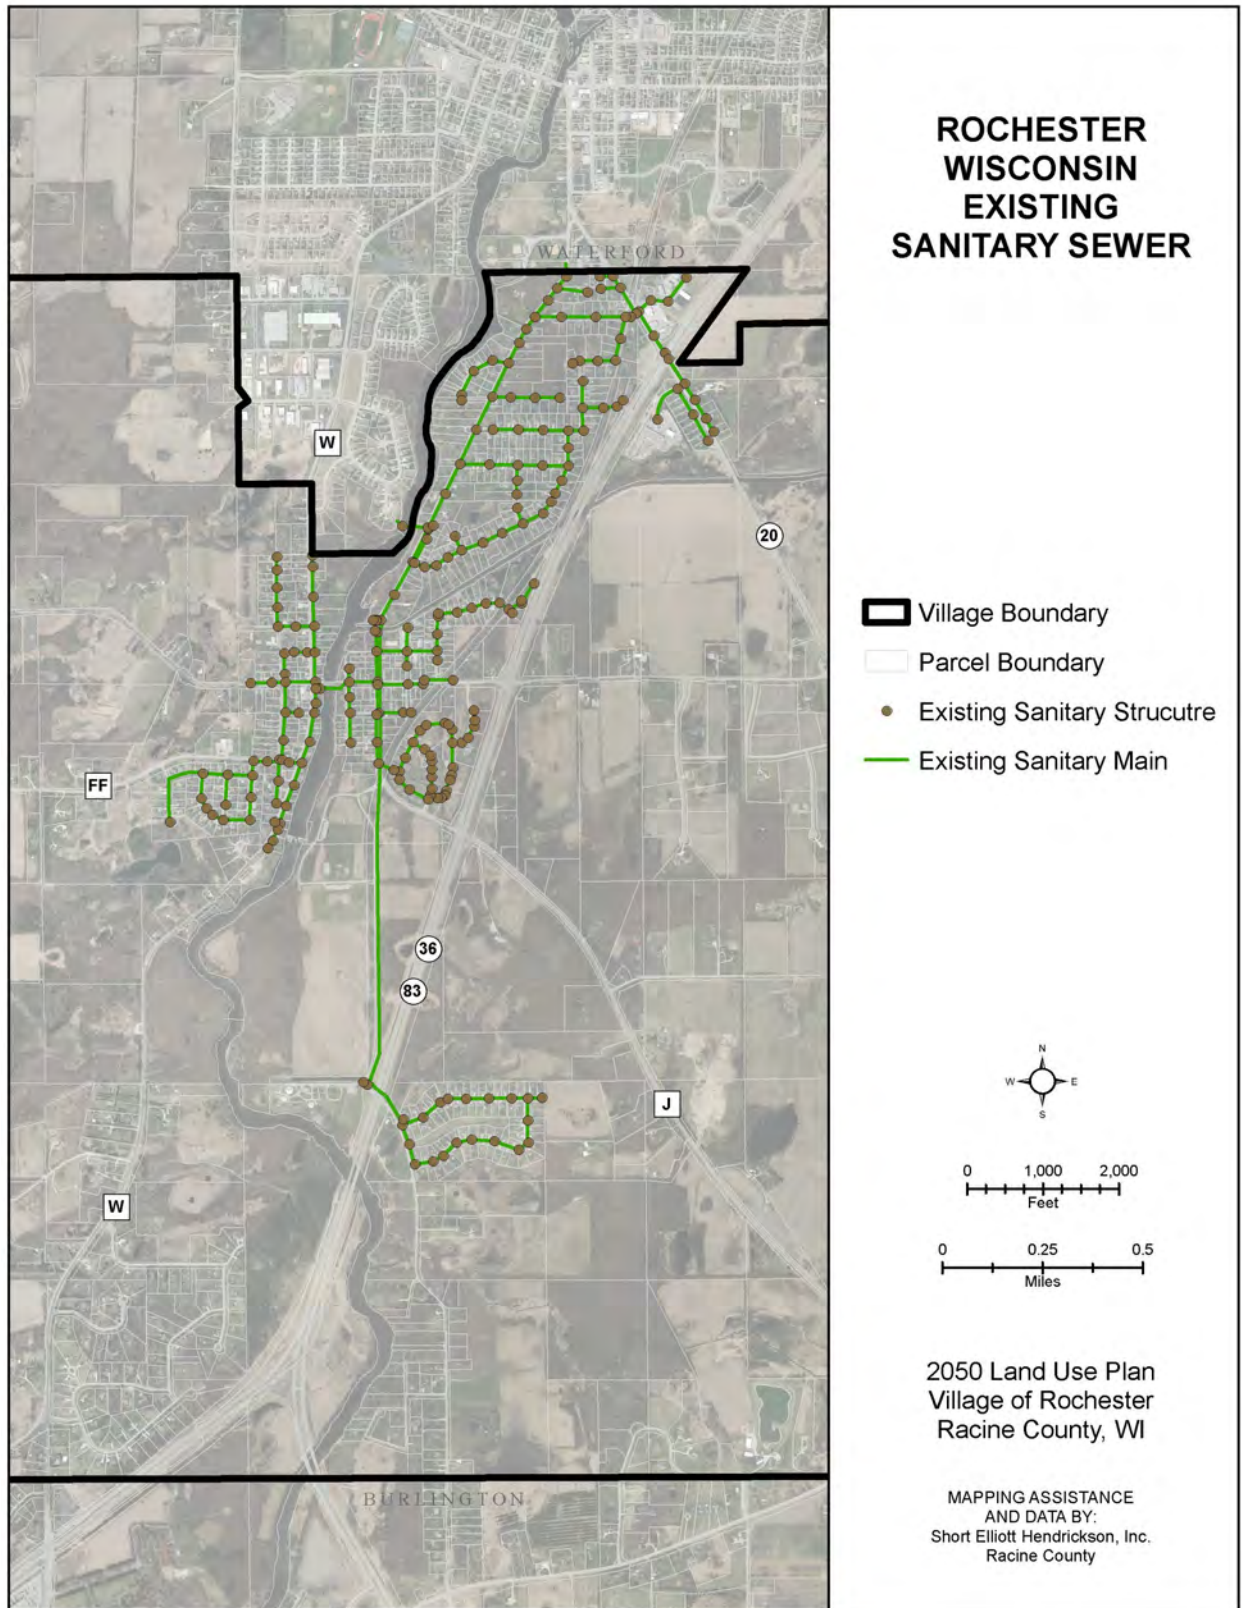 ROCHESTER
WISCONSIN
EXISTING
SANITARY SEWER
WATERFORD
W
20
Village Boundary
Parcel Boundary
Existing Sanitary Strucutre
Existing Sanitary Main
FF
36
83
J
W
N
W E
S
0 1,000 2,000
Feet
0 0.25 0.5
Miles
2050 Land Use Plan
Village of Rochester
Racine County, WI
BURLINGTON
MAPPING ASSISTANCE
AND DATA BY:
Short Elliott Hendrickson, Inc.
Racine County